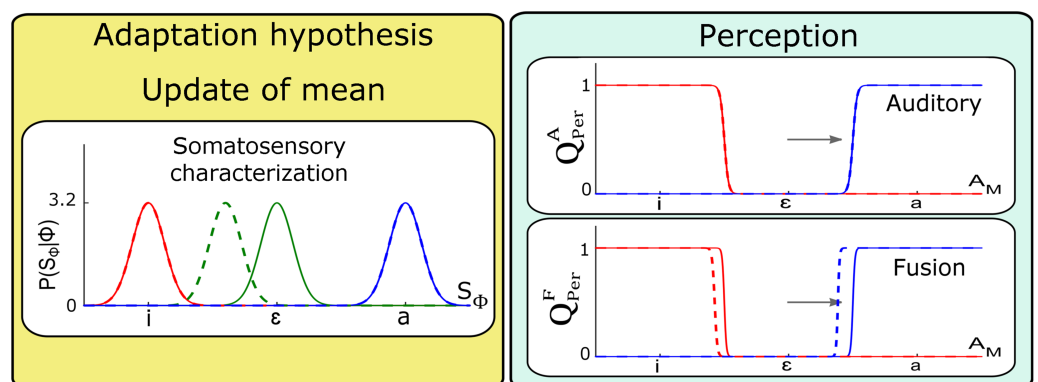 Adaptation hypothesis
Update of mean
Somatosensory
characterization
P(S_Φ|Φ)
3.2
0
i
ε
a
S_Φ
Perception
Auditory
Q^A_Per
1
0
i
ε
a
A_M
Fusion
Q^F_Per
1
0
i
ε
a
A_M